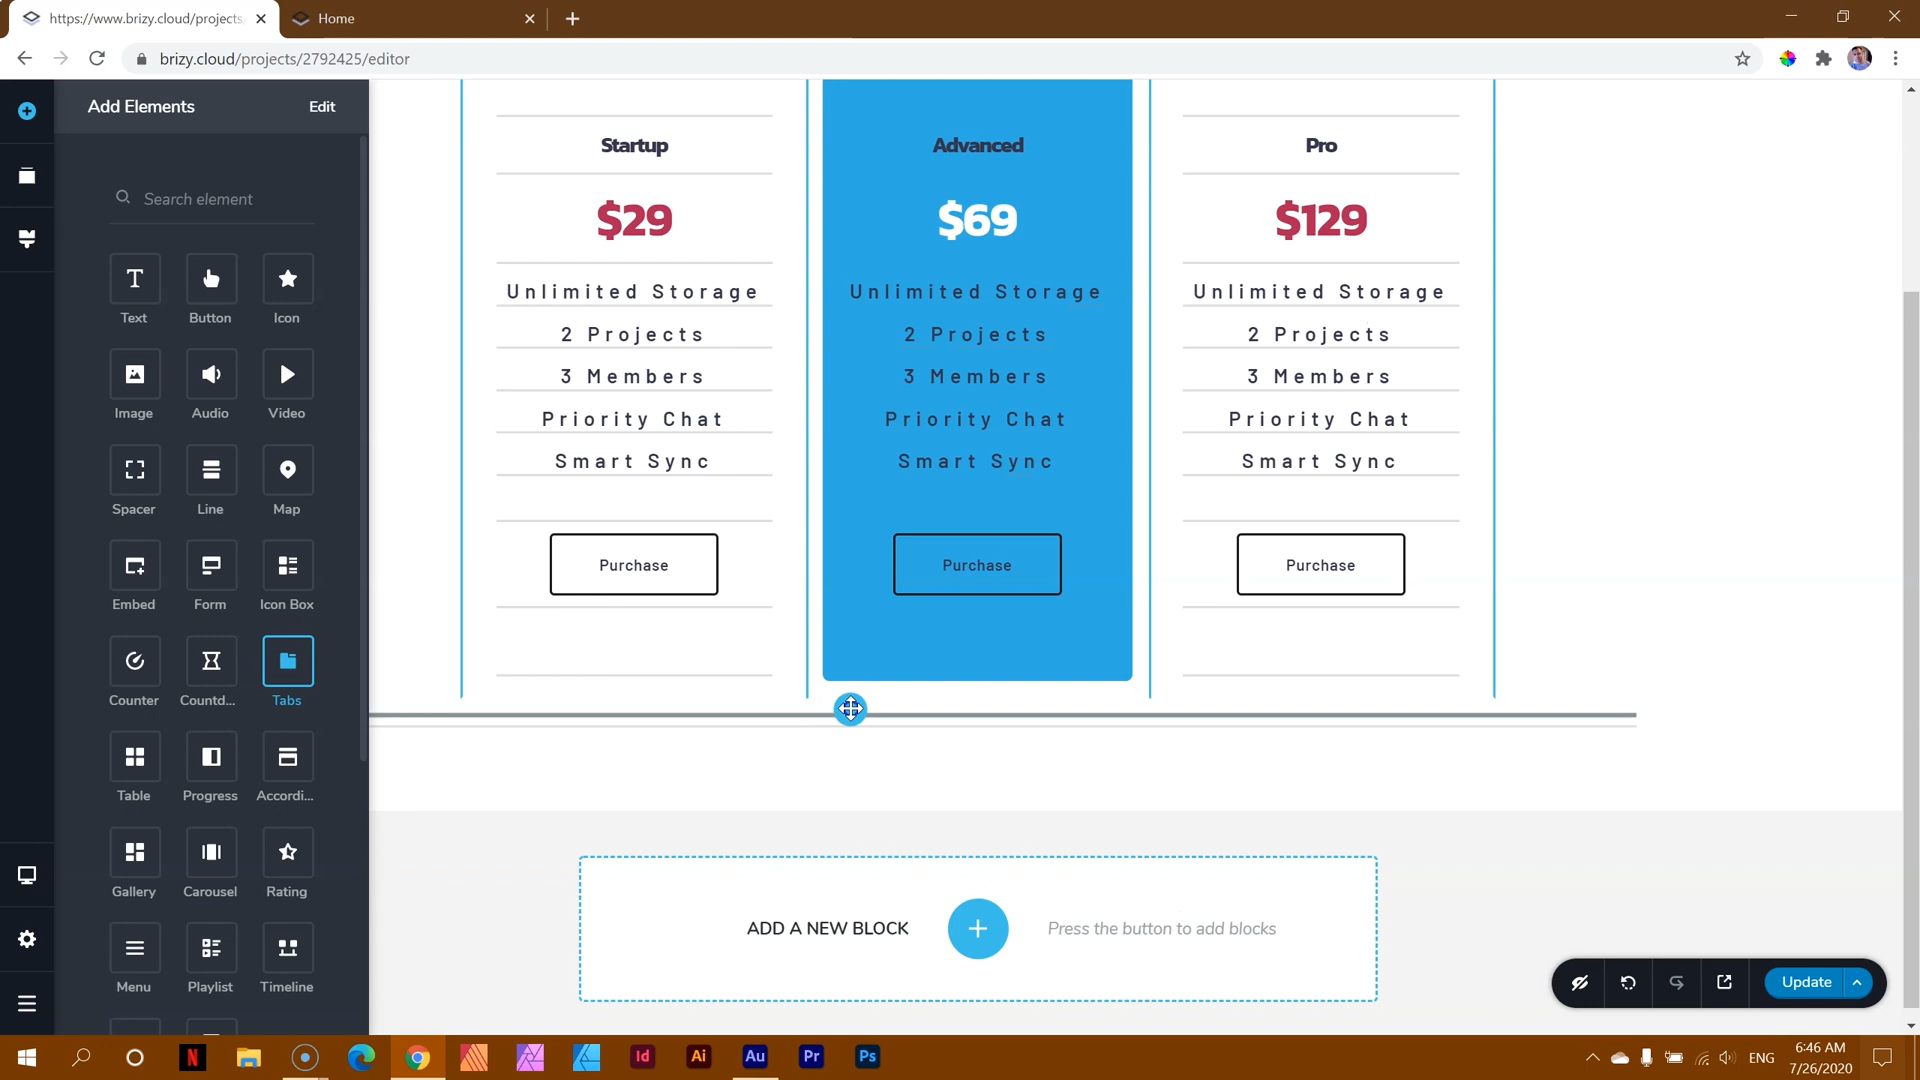 https://www.brizy.cloud/projects
Home
brizy.cloud/projects/2792425/editor
Add Elements
Edit
Search element
Text
Button
Icon
Image
Audio
Video
Spacer
Line
Map
Embed
Form
Icon Box
Counter
Countd...
Tabs
Table
Progress
Accordi...
Gallery
Carousel
Rating
Menu
Playlist
Timeline
Startup
Advanced
Pro
$29
$69
$129
Unlimited Storage
Unlimited Storage
Unlimited Storage
2 Projects
2 Projects
2 Projects
3 Members
3 Members
3 Members
Priority Chat
Priority Chat
Priority Chat
Smart Sync
Smart Sync
Smart Sync
Purchase
Purchase
Purchase
ADD A NEW BLOCK
Press the button to add blocks
Update
N
Id
Ai
Au
Pr
Ps
ENG
6:46 AM
7/26/2020